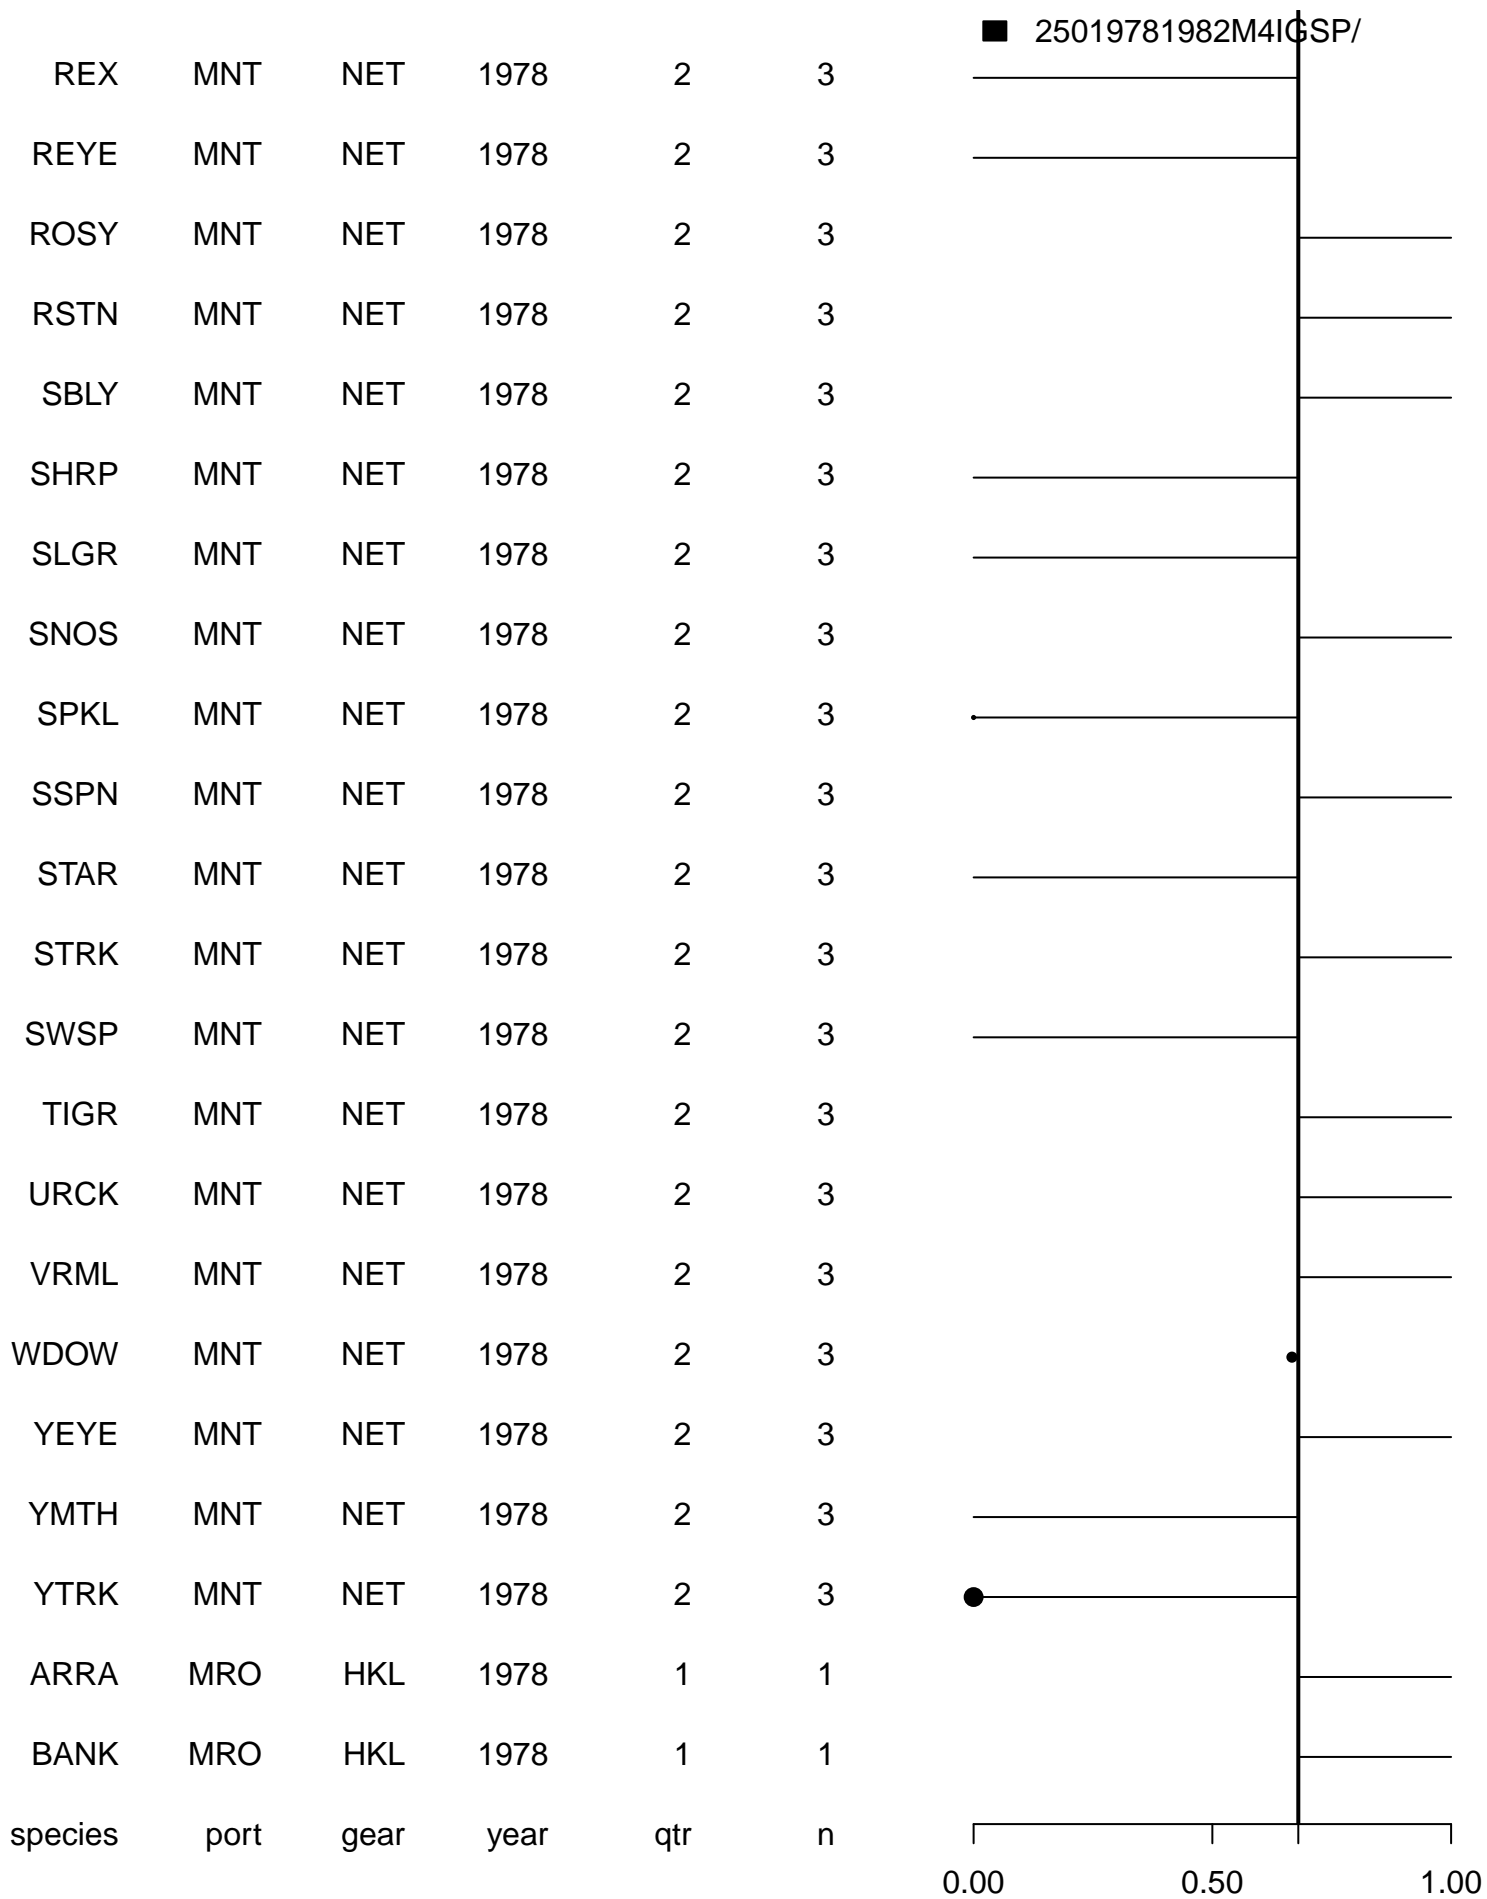 25019781982M4IGSP/
REX MNT NET 1978 2 3
REYE MNT NET 1978 2 3
ROSY MNT NET 1978 2 3
RSTN MNT NET 1978 2 3
SBLY MNT NET 1978 2 3
SHRP MNT NET 1978 2 3
SLGR MNT NET 1978 2 3
SNOS MNT NET 1978 2 3
SPKL MNT NET 1978 2 3
SSPN MNT NET 1978 2 3
STAR MNT NET 1978 2 3
STRK MNT NET 1978 2 3
SWSP MNT NET 1978 2 3
TIGR MNT NET 1978 2 3
URCK MNT NET 1978 2 3
VRML MNT NET 1978 2 3
WDOW MNT NET 1978 2 3
YEYE MNT NET 1978 2 3
YMTH MNT NET 1978 2 3
YTRK MNT NET 1978 2 3
ARRA MRO HKL 1978 1 1
BANK MRO HKL 1978 1 1
species port gear year qtr n
0.00 0.50 1.00